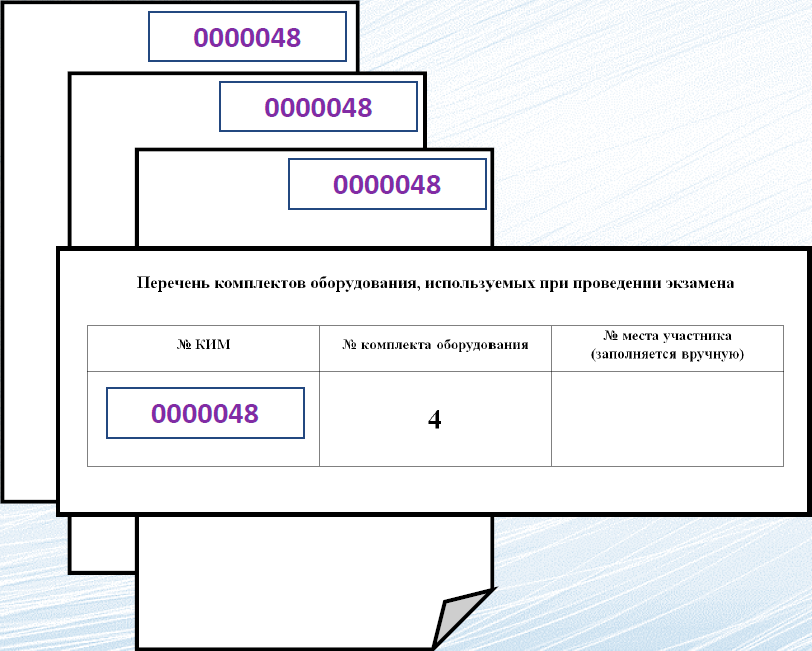 0000048
0000048
0000048
Перечень комплектов оборудования, используемых при проведении экзамена
№ КИМ
№ комплекта оборудования
№ места участника
(заполняется вручную)
0000048
4